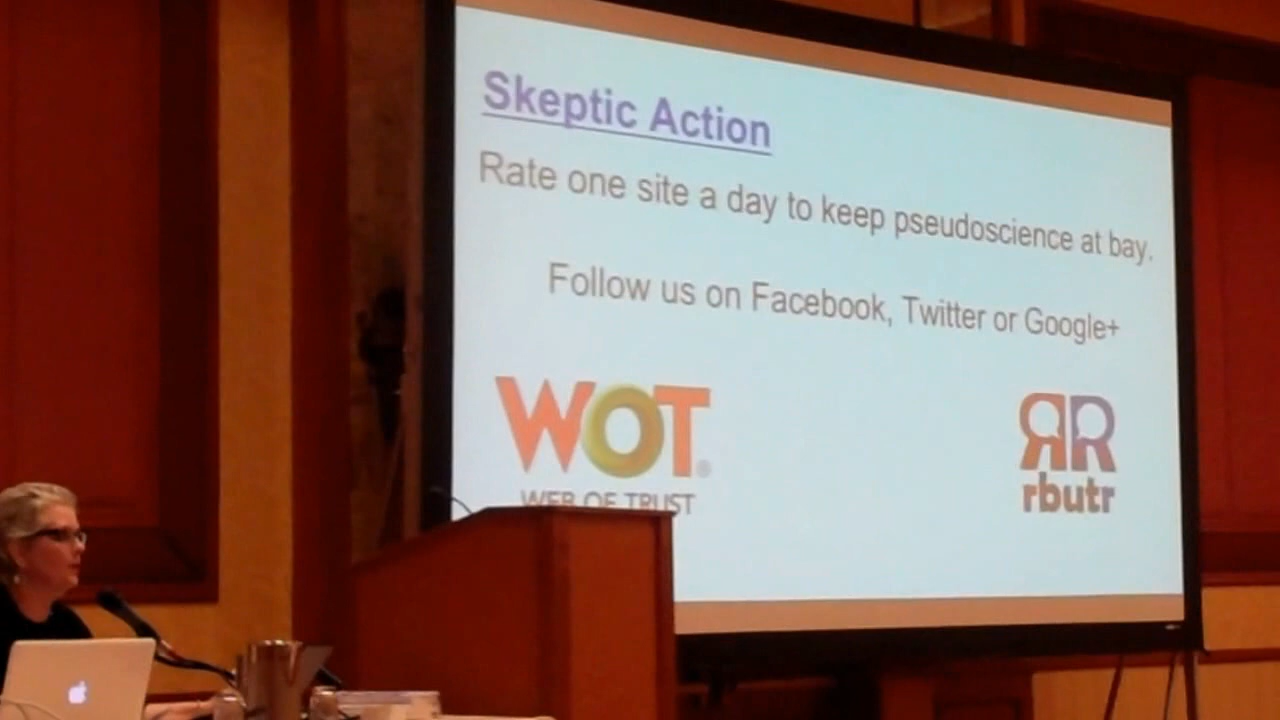 Skeptic Action
Rate one site a day to keep pseudoscience at bay.
Follow us on Facebook, Twitter or Google+
WOT®
WEB OF TRUST
RR
rbutr